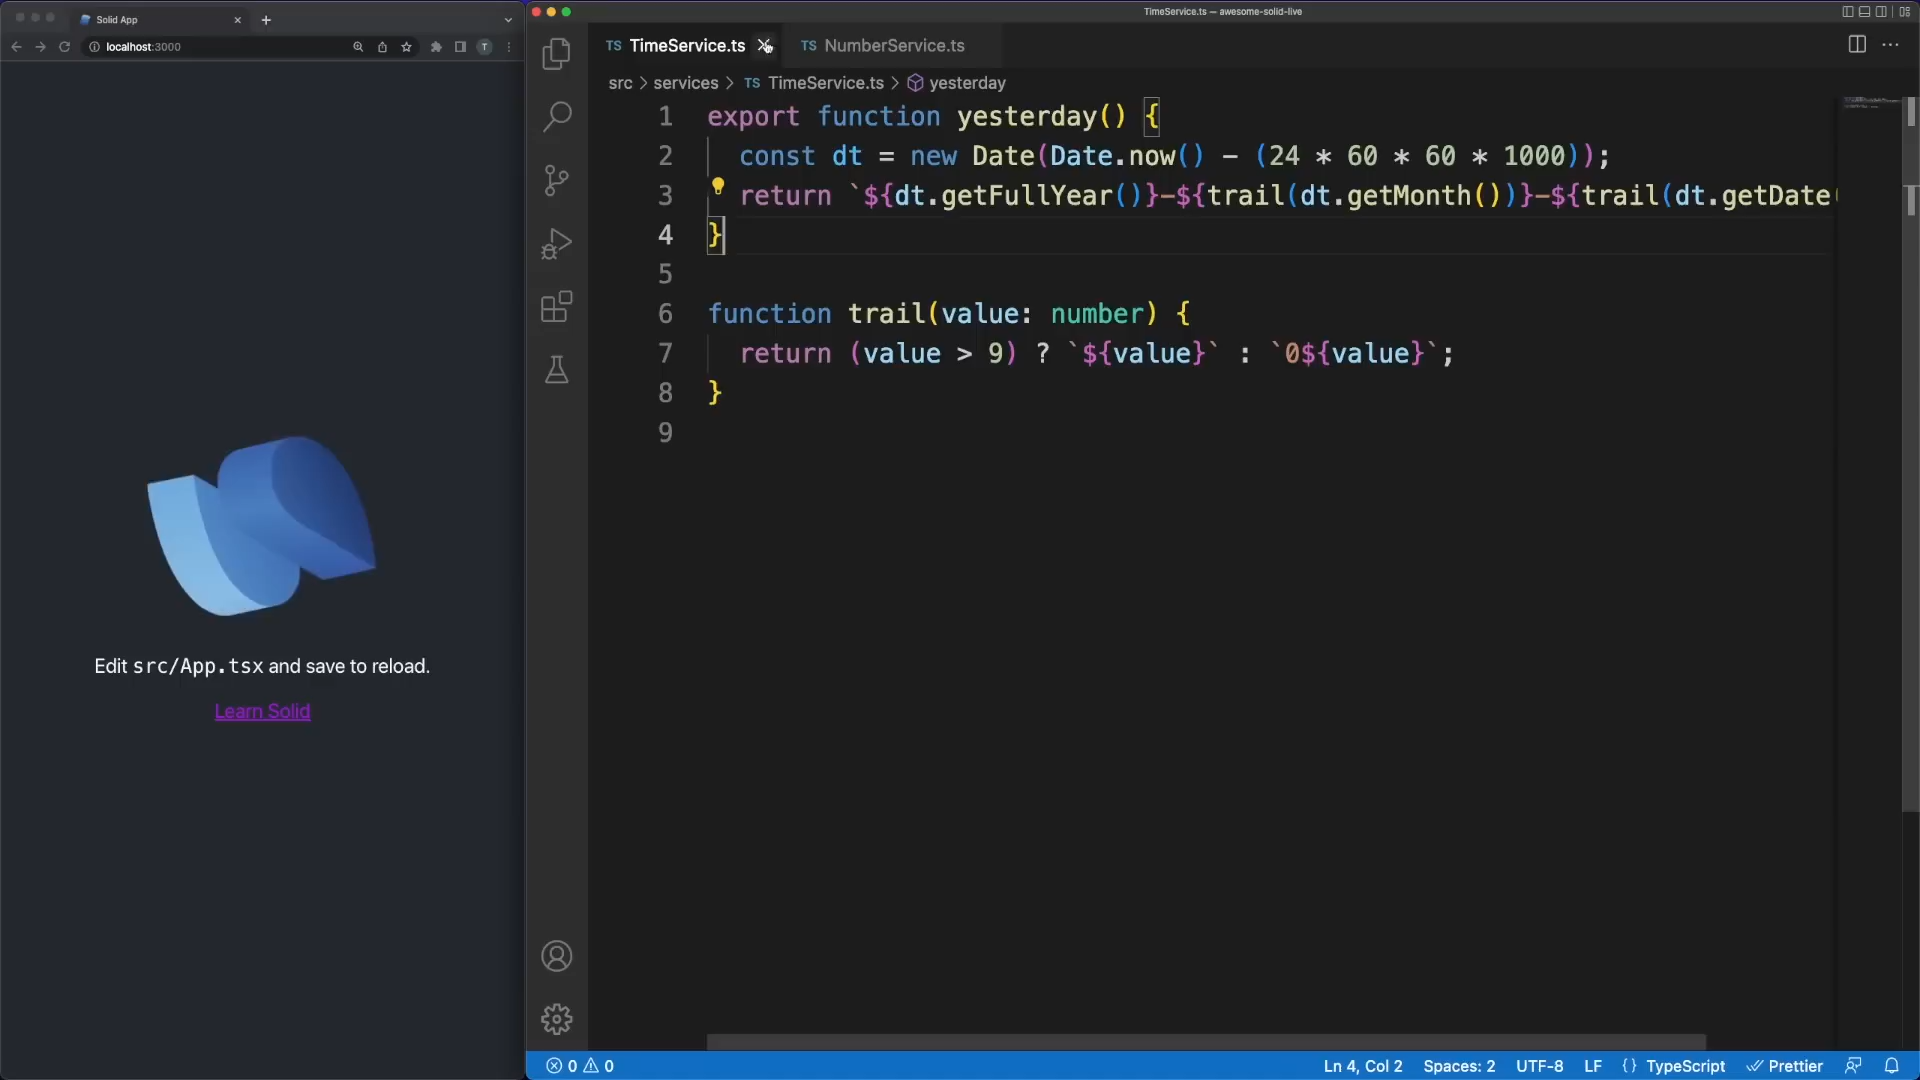 Solid App
localhost:3000
T
Edit src/App.tsx and save to reload.
Learn Solid
TimeService.ts — awesome-solid-live
TS TimeService.ts
TS NumberService.ts
src > services > TS TimeService.ts > yesterday
1 export function yesterday() {
2 const dt = new Date(Date.now() - (24 * 60 * 60 * 1000));
3 return `${dt.getFullYear()}-${trail(dt.getMonth())}-${trail(dt.getDate(
4 }
5
6 function trail(value: number) {
7 return (value > 9) ? `${value}` : `0${value}`;
8 }
9
0 0 Ln 4, Col 2 Spaces: 2 UTF-8 LF {} TypeScript Prettier